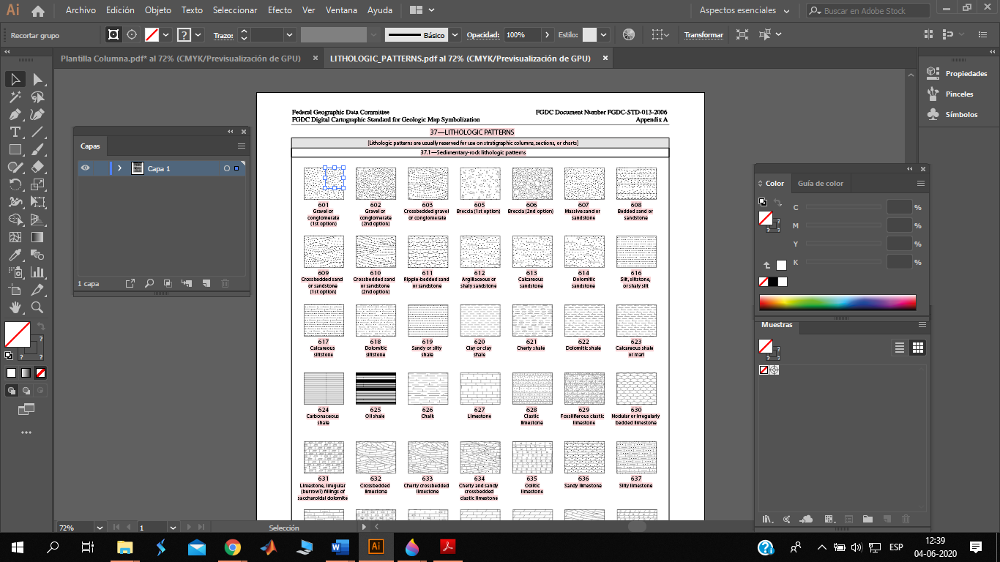 Ai Archivo Edición Objeto Texto Seleccionar Efecto Ver Ventana Ayuda Aspectos esenciales Buscar en Adobe Stock
Recortar grupo ? Trazo: Básico Opacidad: 100% Estilo: Transformar
Plantilla Columna.pdf* al 72% (CMYK/Previsualización de GPU) × LITHOLOGIC_PATTERNS.pdf al 72% (CMYK/Previsualización de GPU) ×
Propiedades
Pinceles
Símbolos
Capas
Capa 1
1 capa
Federal Geographic Data Committee FGDC Document Number FGDC-STD-013-2006
FGDC Digital Cartographic Standard for Geologic Map Symbolization Appendix A
37—LITHOLOGIC PATTERNS
[Lithologic patterns are usually reserved for use on stratigraphic columns, sections, or charts]
37.1—Sedimentary-rock lithologic patterns
601 602 603 605 606 607 608
Gravel or Gravel or Crossbedded gravel Breccia (1st option) Breccia (2nd option) Massive sand or Bedded sand or
conglomerate conglomerate or conglomerate sandstone sandstone
(1st option) (2nd option)
609 610 611 612 613 614 616
Crossbedded sand Crossbedded sand Ripple-bedded sand Argillaceous or Calcareous Dolomitic Silt, siltstone,
or sandstone or sandstone or sandstone shaly sandstone sandstone sandstone or shaly silt
(1st option) (2nd option)
617 618 619 620 621 622 623
Calcareous Dolomitic Sandy or silty Clay or clay Cherty shale Dolomitic shale Calcareous shale
siltstone siltstone shale shale or marl
624 625 626 627 628 629 630
Carbonaceous Oil shale Chalk Limestone Clastic Fossiliferous clastic Nodular or irregularly
shale limestone limestone bedded limestone
631 632 633 634 635 636 637
Limestone, irregular Crossbedded Cherty crossbedded Cherty and sandy Oolitic Sandy limestone Silty limestone
(burrow?) fillings of limestone limestone crossbedded limestone
saccharoidal dolomite clastic limestone
Color Guía de color
C %
M %
Y %
K %
Muestras
72% 1 Selección
W Ai ESP 12:39
04-06-2020